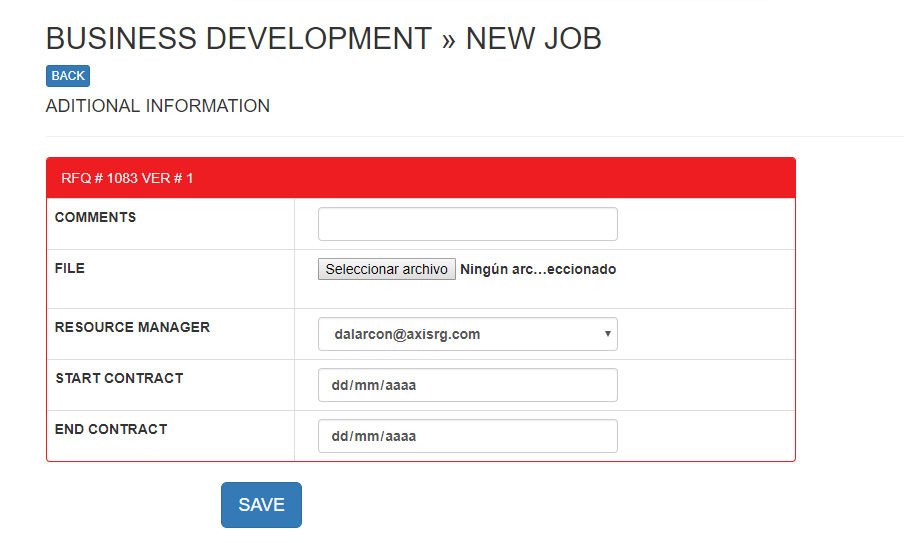 BUSINESS DEVELOPMENT » NEW JOB
BACK
ADITIONAL INFORMATION
RFQ # 1083 VER # 1
COMMENTS
FILE Seleccionar archivo Ningún arc...eccionado
RESOURCE MANAGER dalarcon@axisrg.com
START CONTRACT dd/mm/aaaa
END CONTRACT dd/mm/aaaa
SAVE